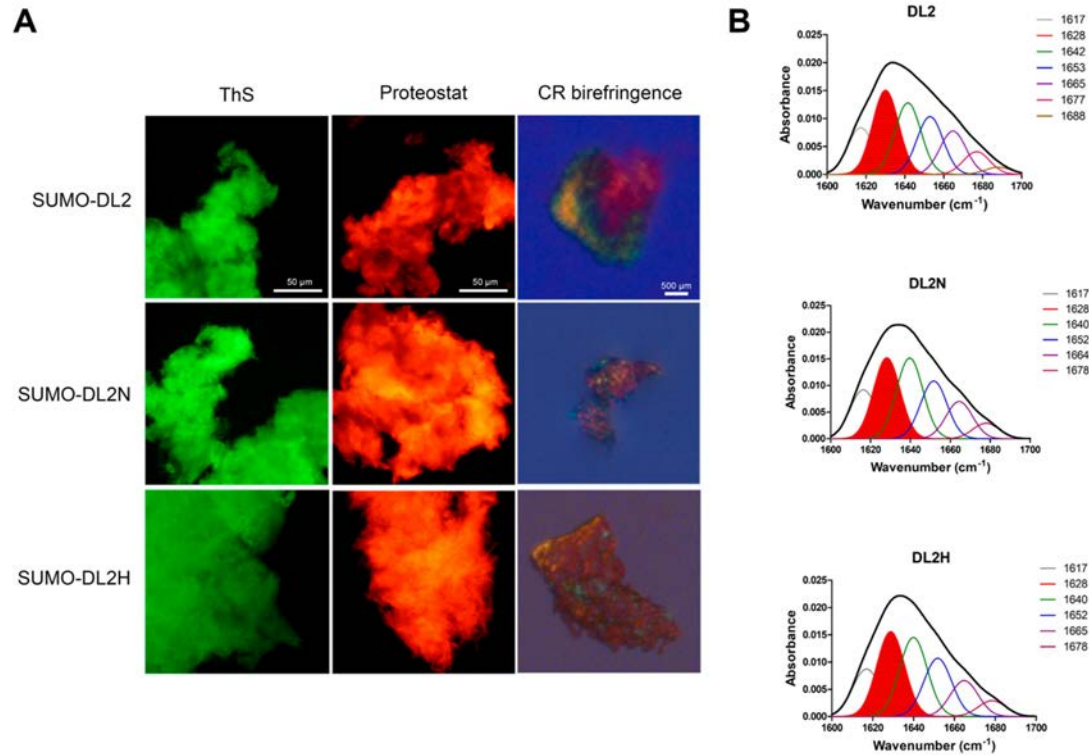 A
ThS Proteostat CR birefringence
SUMO-DL2
50 µm
50 µm
500 µm
SUMO-DL2N
SUMO-DL2H
B
DL2
Absorbance
0.025
0.020
0.015
0.010
0.005
0.000
1600 1620 1640 1660 1680 1700
Wavenumber (cm⁻¹)
1617
1628
1642
1653
1665
1677
1688
DL2N
Absorbance
0.025
0.020
0.015
0.010
0.005
0.000
1600 1620 1640 1660 1680 1700
Wavenumber (cm⁻¹)
1617
1628
1640
1652
1664
1678
DL2H
Absorbance
0.025
0.020
0.015
0.010
0.005
0.000
1600 1620 1640 1660 1680 1700
Wavenumber (cm⁻¹)
1617
1628
1640
1652
1665
1678